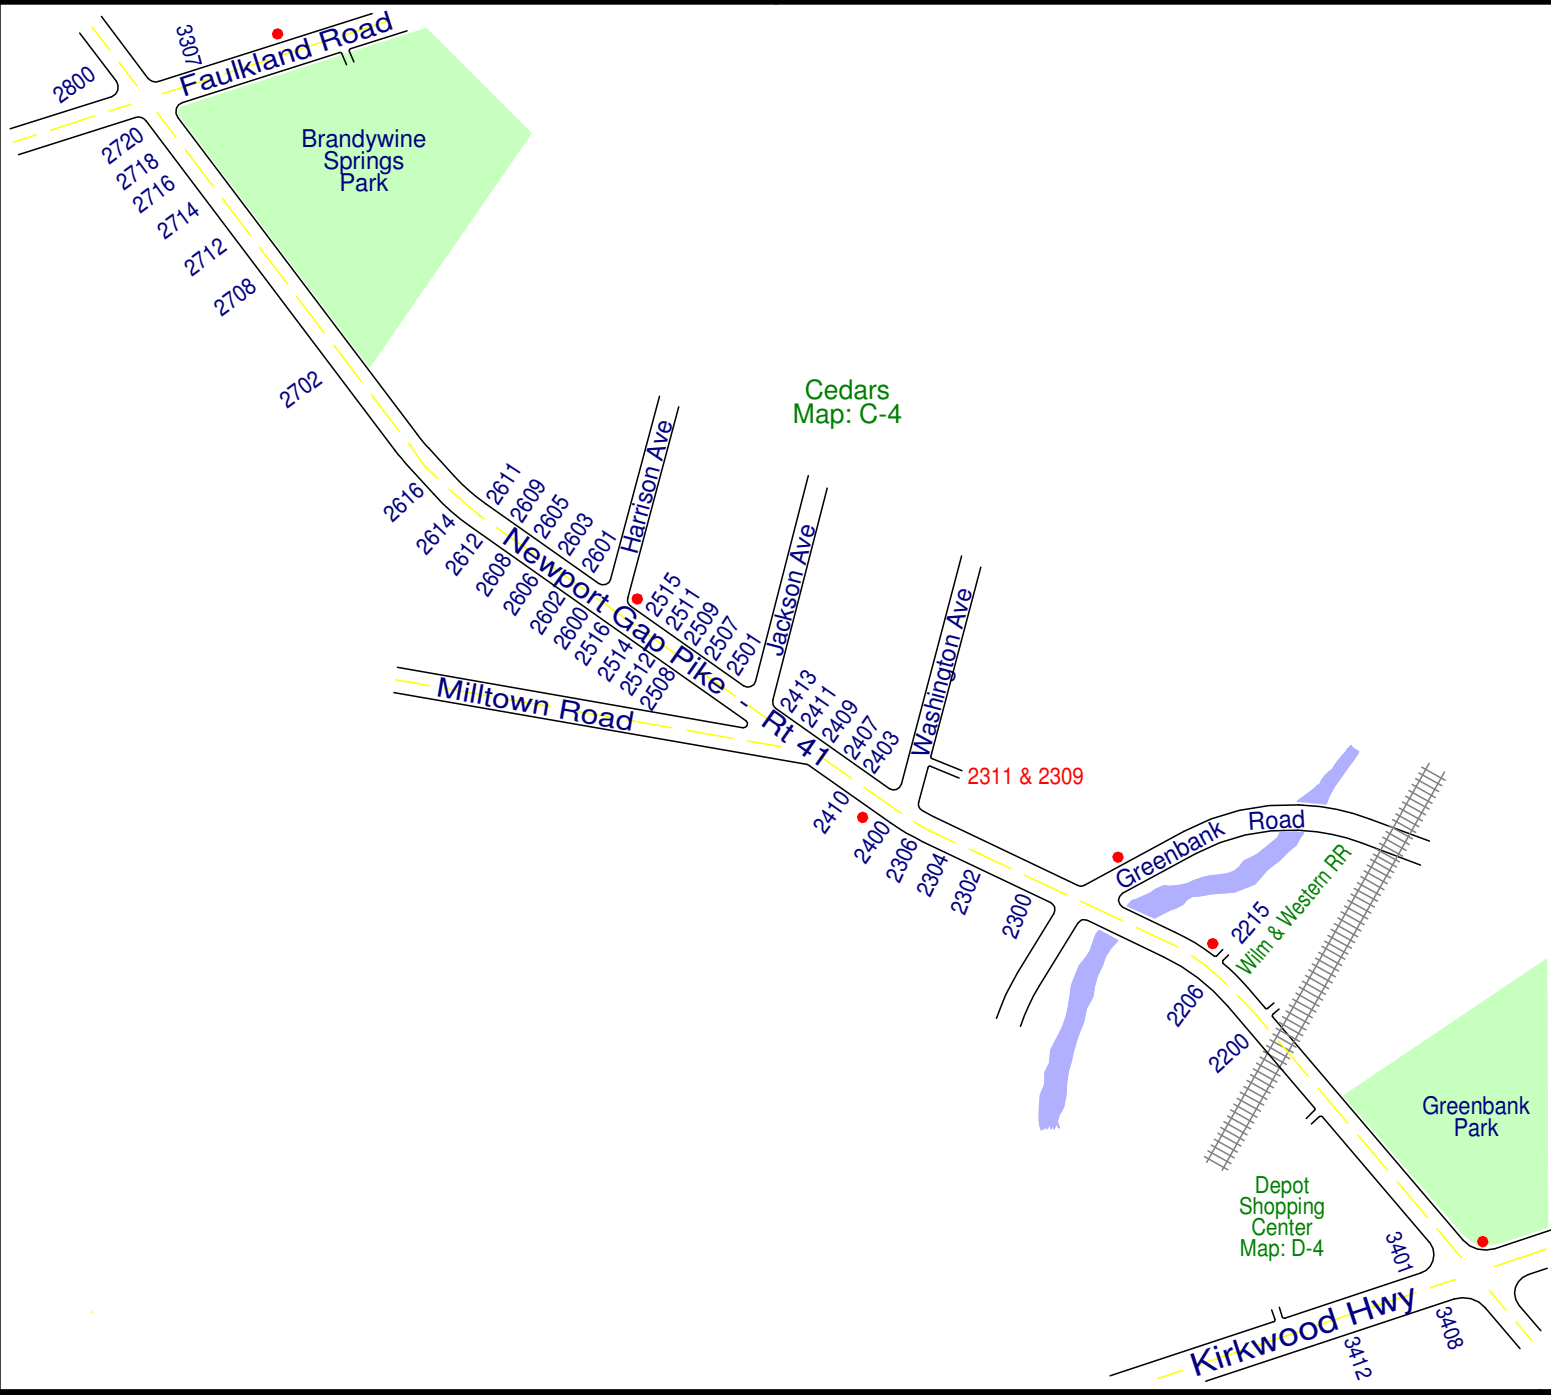 3307
Faulkland Road
2800
Brandywine
Springs
Park
2720
2718
2716
2714
2712
2708
2702
Cedars
Map: C-4
Harrison Ave
Jackson Ave
Washington Ave
2611
2609
2605
2603
2601
2616
2614
2612
2608
2606
2602
2600
2516
2514
2512
2508
Newport Gap Pike - Rt 41
2515
2511
2509
2507
2501
Milltown Road
2413
2411
2409
2407
2403
2311 & 2309
2410
2400
2306
2304
2302
2300
Greenbank Road
2215
Wilm & Western RR
2206
2200
Greenbank
Park
Depot
Shopping
Center
Map: D-4
3401
Kirkwood Hwy
3408
3412